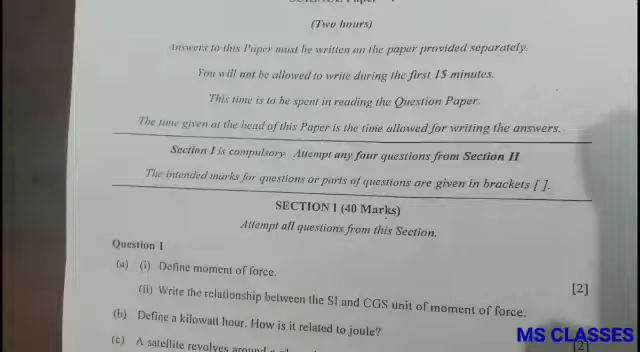 (Two hours)
Answers to this Paper must be written on the paper provided separately.
You will not be allowed to write during the first 15 minutes.
This time is to be spent in reading the Question Paper.
The time given at the head of this Paper is the time allowed for writing the answers.
Section I is compulsory. Attempt any four questions from Section II
The intended marks for questions or parts of questions are given in brackets [ ].
SECTION I (40 Marks)
Attempt all questions from this Section.
Question 1
(a) (i) Define moment of force.
[2]
(ii) Write the relationship between the SI and CGS unit of moment of force.
(b) Define a kilowatt hour. How is it related to joule?
[2]
(c) A satellite revolves around
MS CLASSES